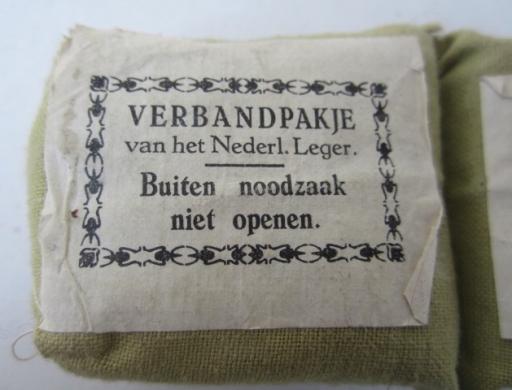 VERBANDPAKJE
van het Nederl. Leger.
Buiten noodzaak
niet openen.